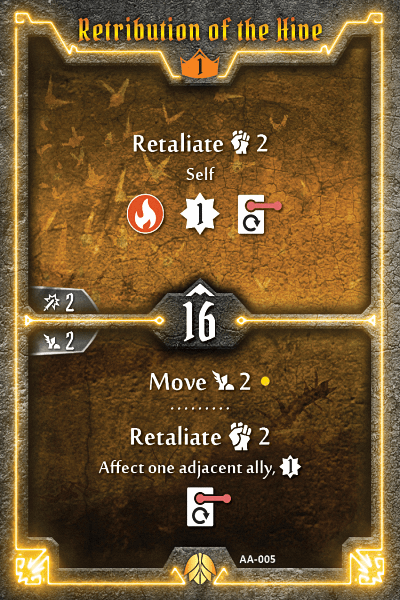 Retribution of the Hive
1
Retaliate 2
Self
1
2
16
2
Move 2
Retaliate 2
Affect one adjacent ally, 1
AA-005